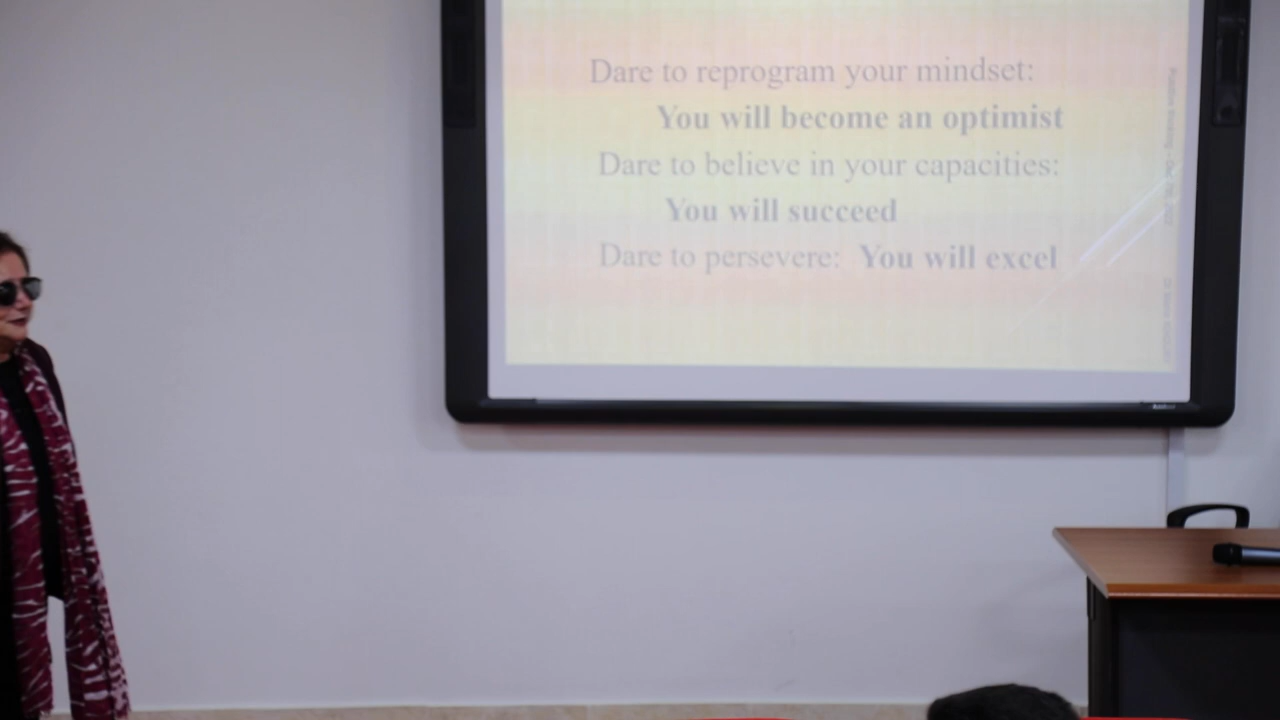 Dare to reprogram your mindset:
You will become an optimist
Dare to believe in your capacities:
You will succeed
Dare to persevere: You will excel